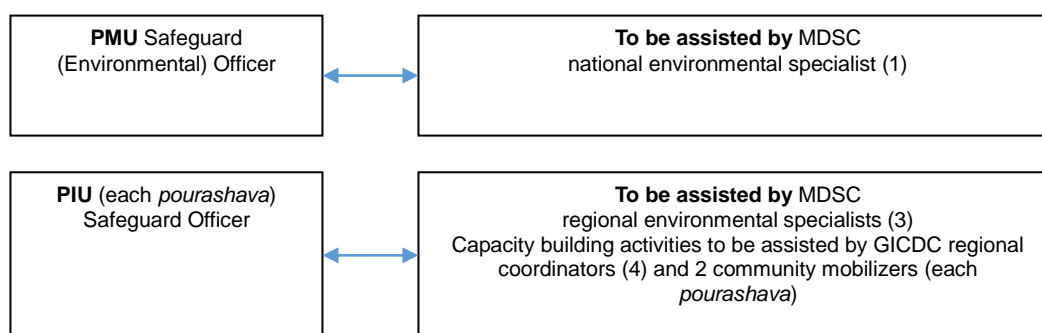 PMU Safeguard
(Environmental) Officer
To be assisted by MDSC
national environmental specialist (1)
PIU (each pourashava)
Safeguard Officer
To be assisted by MDSC
regional environmental specialists (3)
Capacity building activities to be assisted by GICDC regional
coordinators (4) and 2 community mobilizers (each
pourashava)